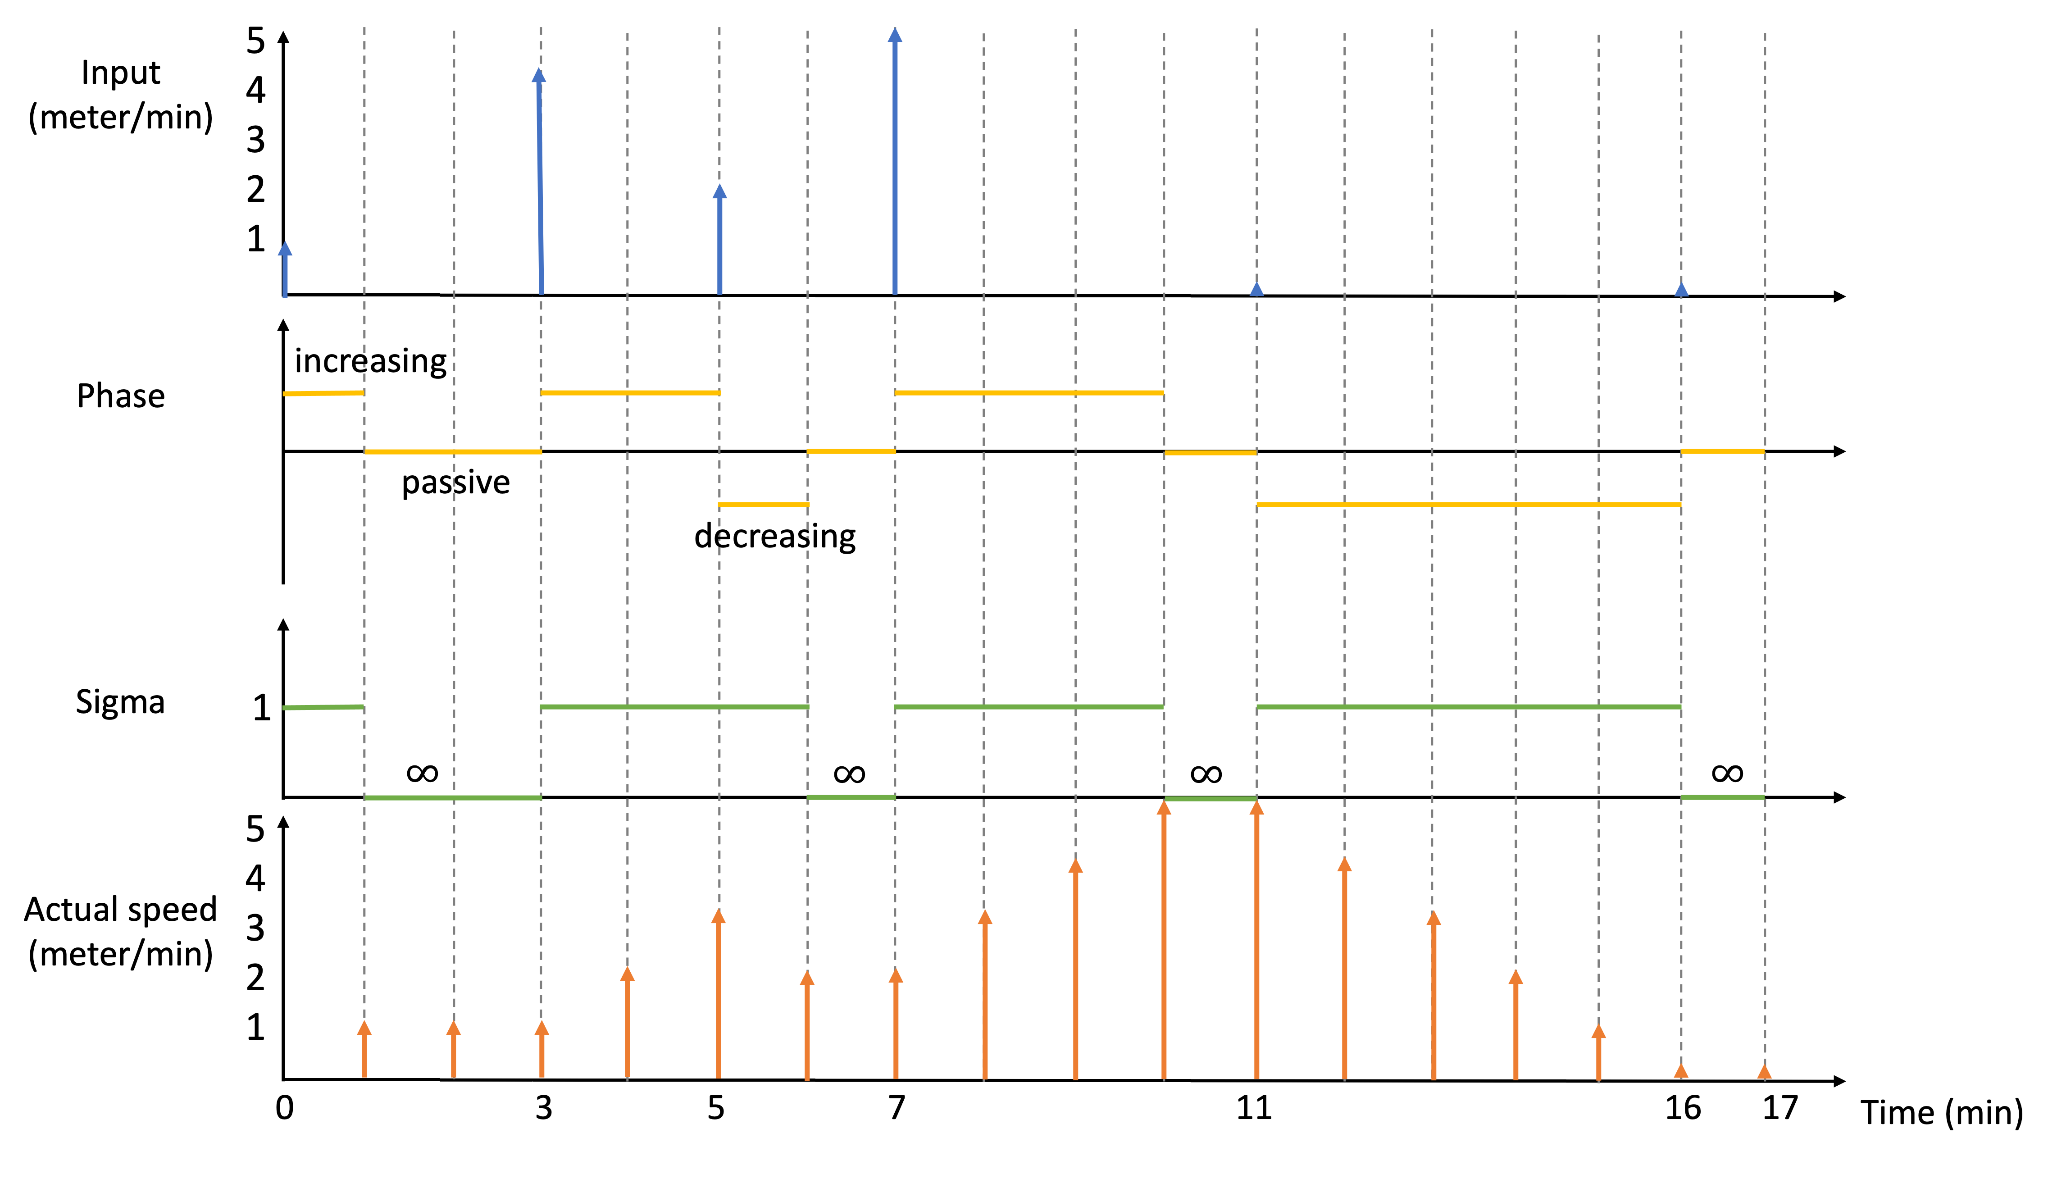 Input
(meter/min)
5
4
3
2
1
Phase
increasing
passive
decreasing
Sigma
1
∞ ∞ ∞ ∞
Actual speed
(meter/min)
5
4
3
2
1
0 3 5 7 11 16 17 Time (min)